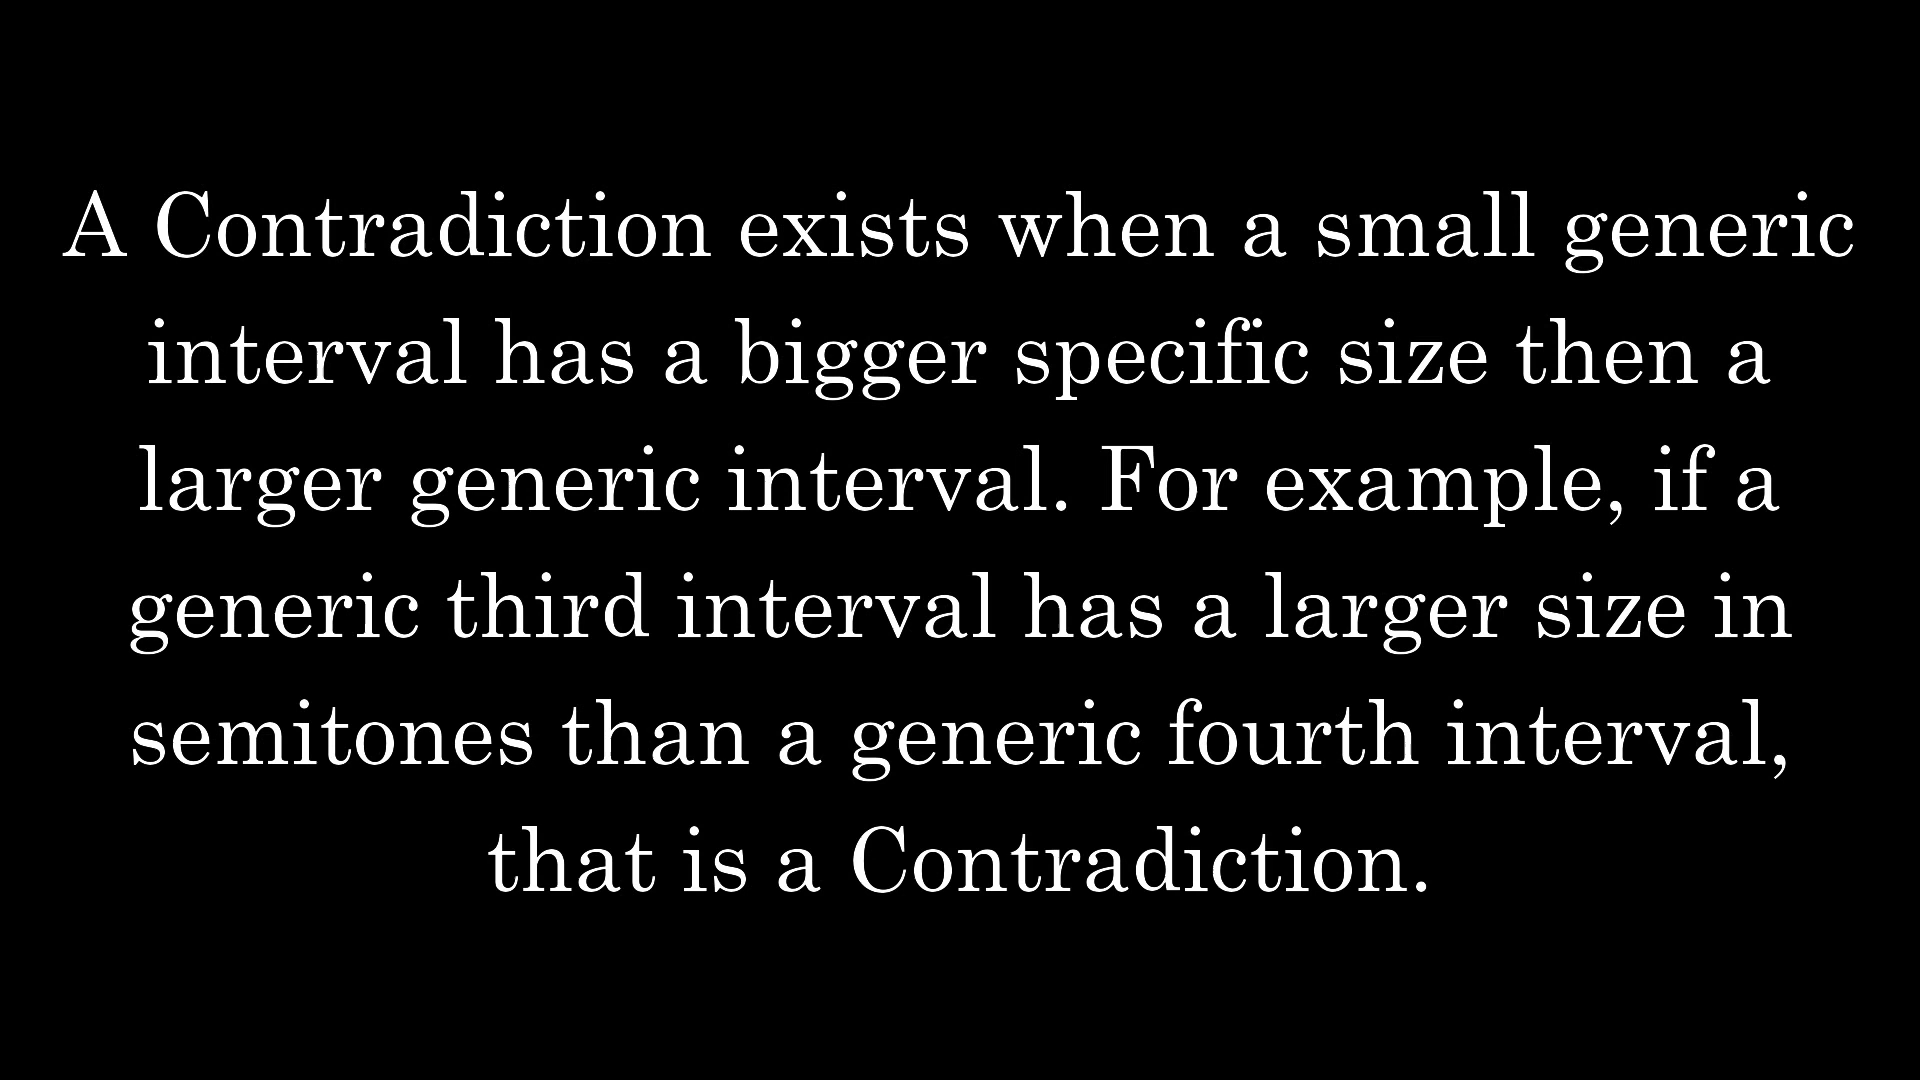 A Contradiction exists when a small generic
interval has a bigger specific size then a
larger generic interval. For example, if a
generic third interval has a larger size in
semitones than a generic fourth interval,
that is a Contradiction.